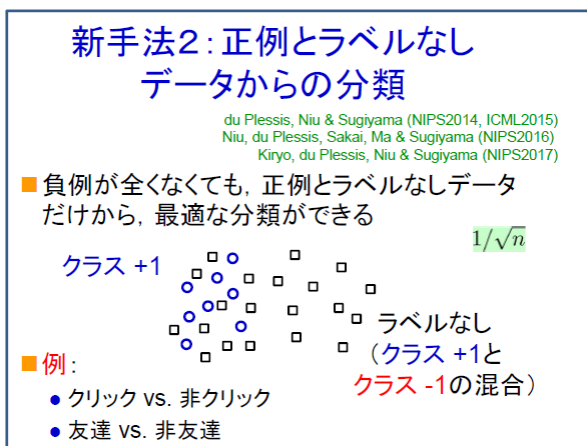 新手法２：正例とラベルなし
データからの分類
du Plessis, Niu & Sugiyama (NIPS2014, ICML2015)
Niu, du Plessis, Sakai, Ma & Sugiyama (NIPS2016)
Kiryo, du Plessis, Niu & Sugiyama (NIPS2017)
■負例が全くなくても，正例とラベルなしデータ
だけから，最適な分類ができる
1/√n
クラス +1
ラベルなし
（クラス +1と
クラス -1の混合）
■例：
● クリック vs. 非クリック
● 友達 vs. 非友達